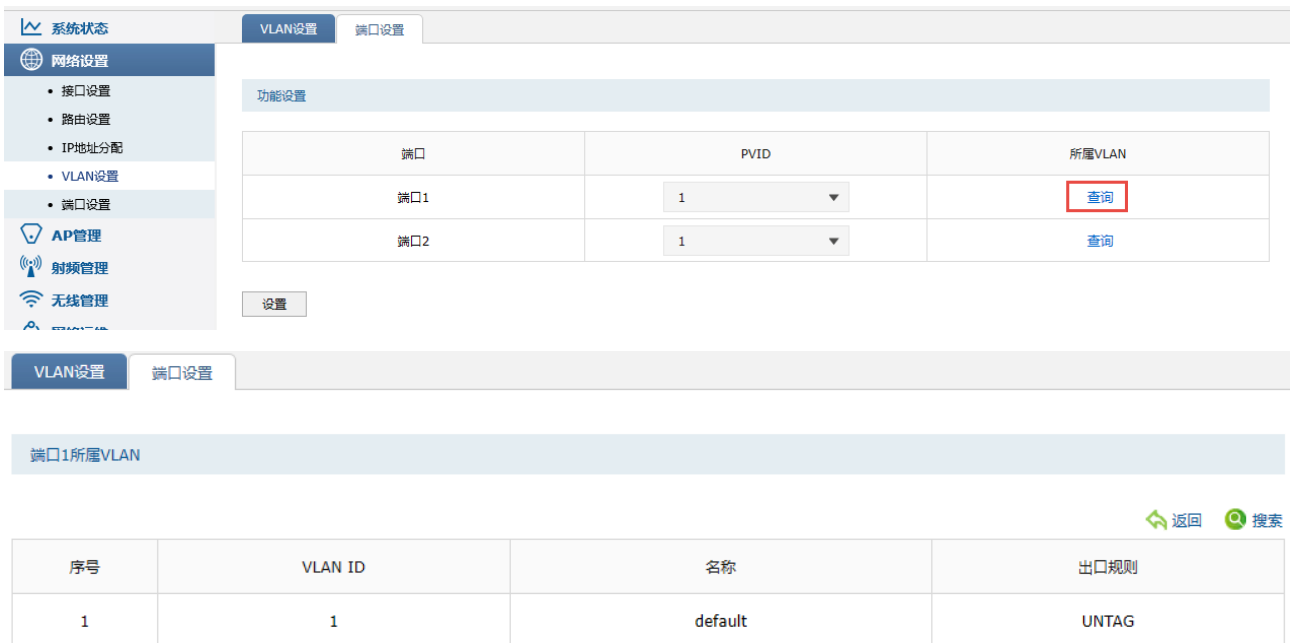 系统状态
VLAN设置 端口设置
网络设置
• 接口设置
功能设置
• 路由设置
• IP地址分配
端口 PVID 所属VLAN
• VLAN设置
端口1 1 查询
• 端口设置
AP管理
端口2 1 查询
射频管理
无线管理
设置
VLAN设置 端口设置
端口1所属VLAN
返回 搜索
序号 VLAN ID 名称 出口规则
1 1 default UNTAG